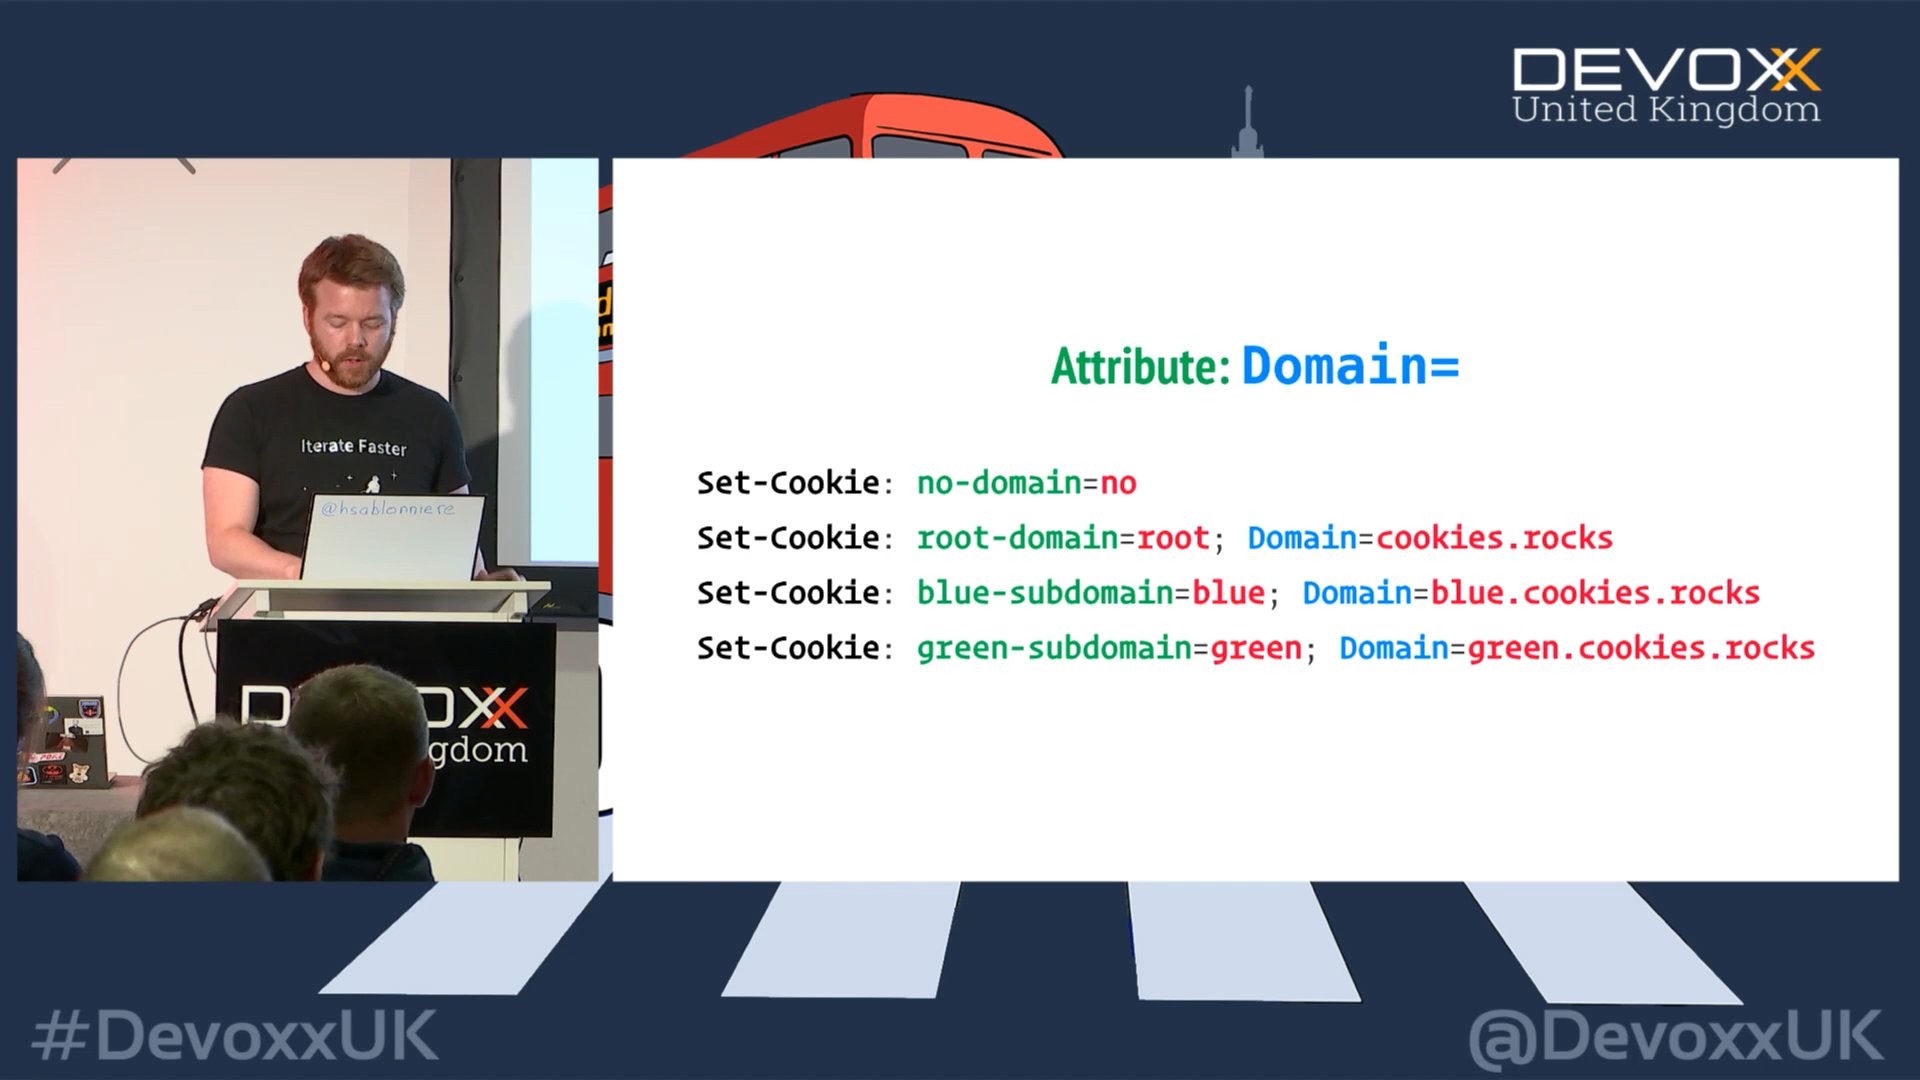 DEVOXX
United Kingdom
Attribute: Domain=
Set-Cookie: no-domain=no
Set-Cookie: root-domain=root; Domain=cookies.rocks
Set-Cookie: blue-subdomain=blue; Domain=blue.cookies.rocks
Set-Cookie: green-subdomain=green; Domain=green.cookies.rocks
Iterate Faster
@hsablonniere
#DevoxxUK
@DevoxxUK